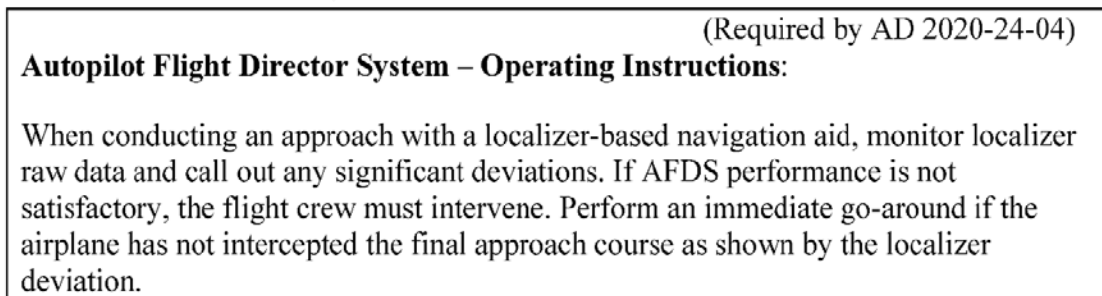 (Required by AD 2020-24-04)
Autopilot Flight Director System – Operating Instructions:
When conducting an approach with a localizer-based navigation aid, monitor localizer
raw data and call out any significant deviations. If AFDS performance is not
satisfactory, the flight crew must intervene. Perform an immediate go-around if the
airplane has not intercepted the final approach course as shown by the localizer
deviation.